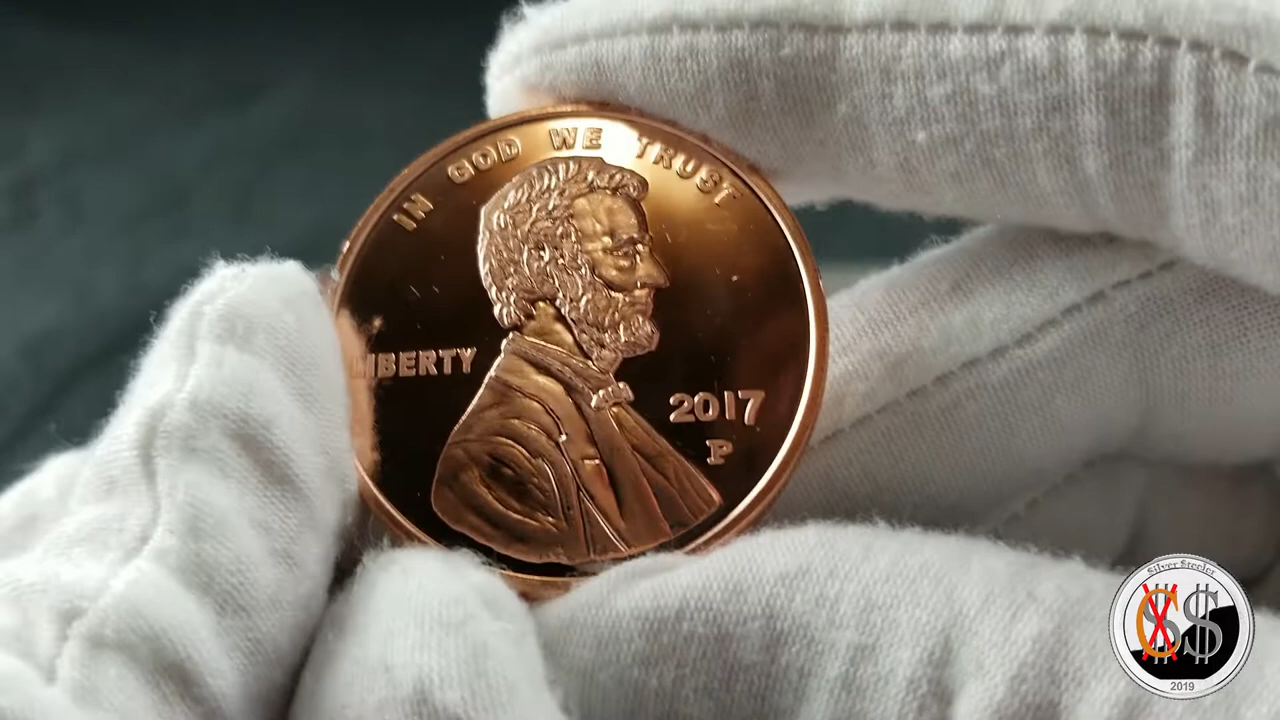 IN GOD WE TRUST
LIBERTY
2017
P
Silver Steeler
2019